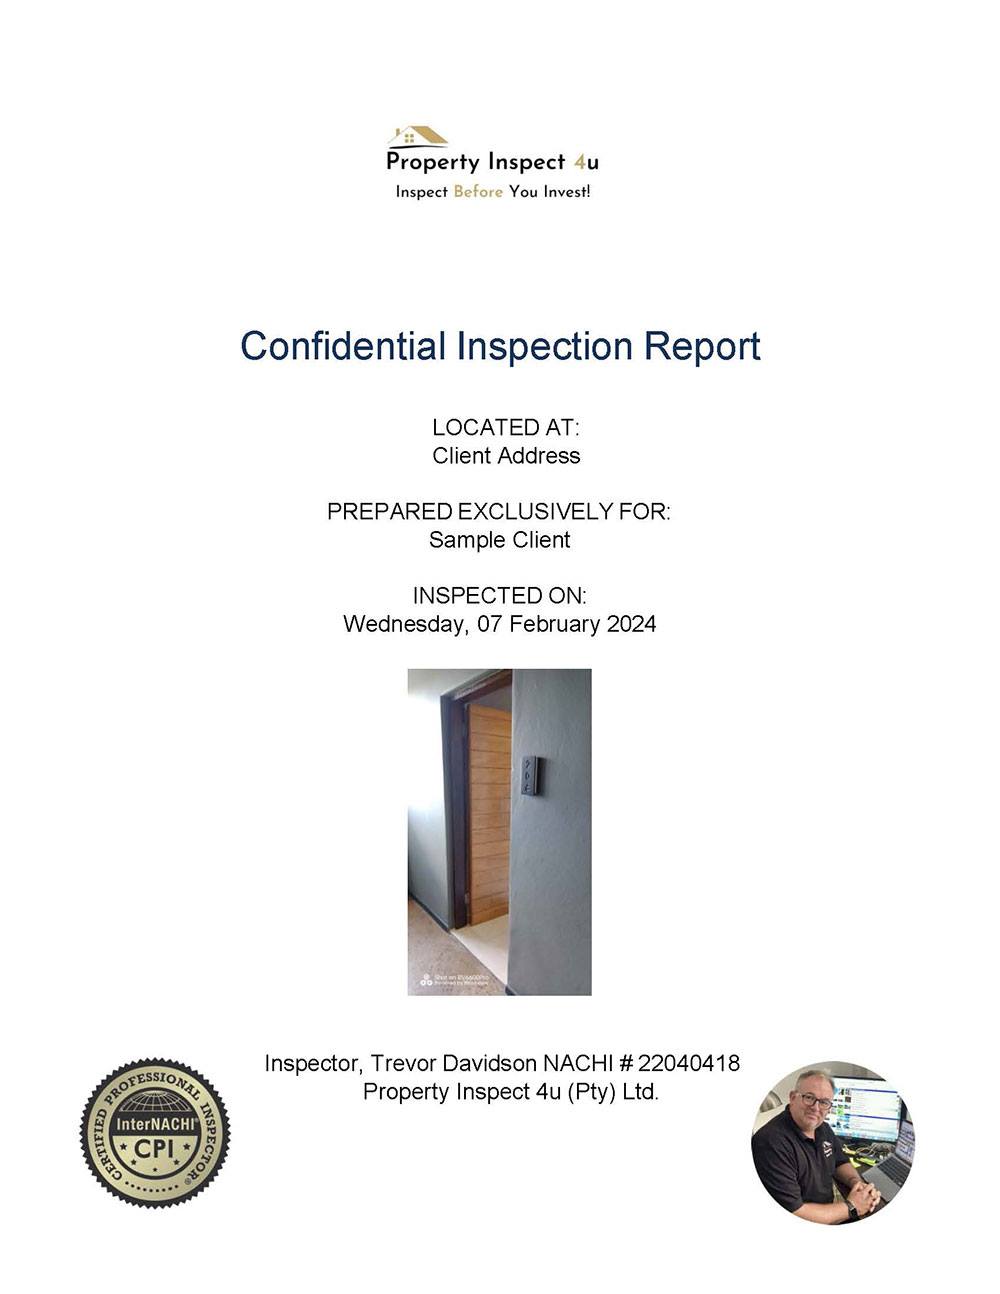 Property Inspect 4u
Inspect Before You Invest!
Confidential Inspection Report
LOCATED AT:
Client Address
PREPARED EXCLUSIVELY FOR:
Sample Client
INSPECTED ON:
Wednesday, 07 February 2024
Inspector, Trevor Davidson NACHI # 22040418
Property Inspect 4u (Pty) Ltd.
CERTIFIED PROFESSIONAL INSPECTOR®
InterNACHI®
CPI